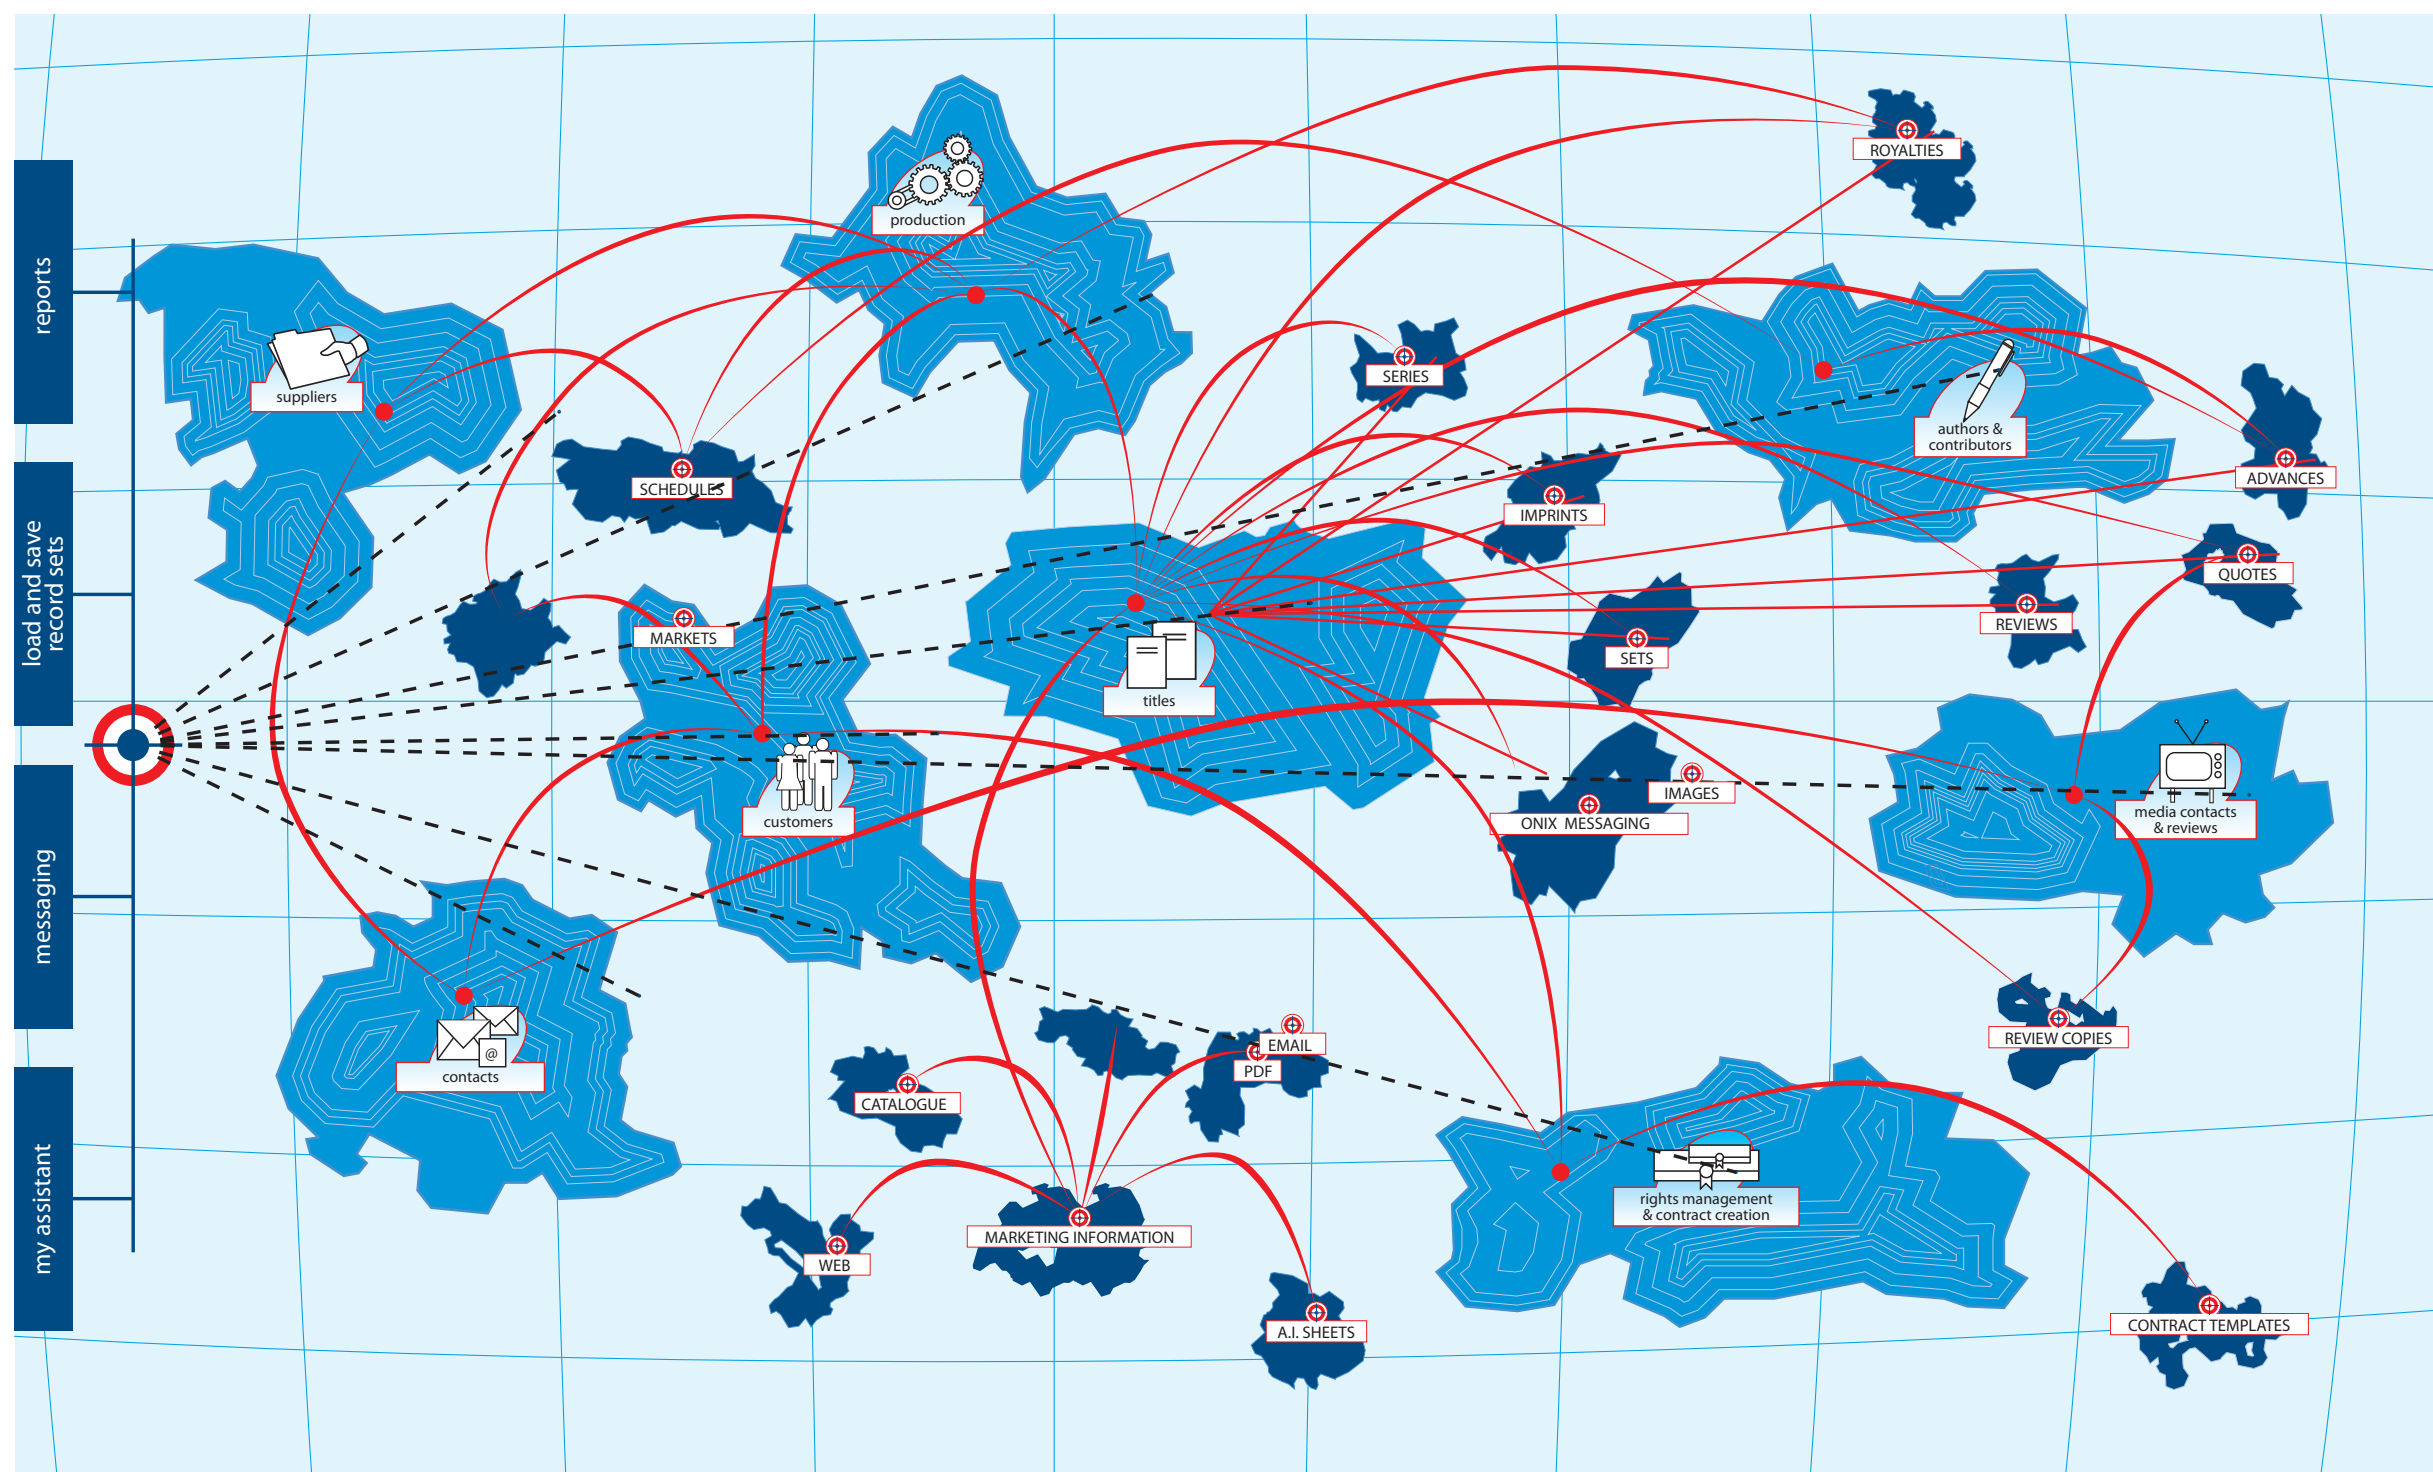 reports
load and save
record sets
messaging
my assistant
ROYALTIES
production
suppliers
SERIES
authors &
contributors
SCHEDULES
ADVANCES
IMPRINTS
QUOTES
MARKETS
REVIEWS
SETS
titles
IMAGES
customers
ONIX MESSAGING
media contacts
& reviews
REVIEW COPIES
EMAIL
PDF
@
contacts
CATALOGUE
rights management
& contract creation
MARKETING INFORMATION
WEB
A.I. SHEETS
CONTRACT TEMPLATES